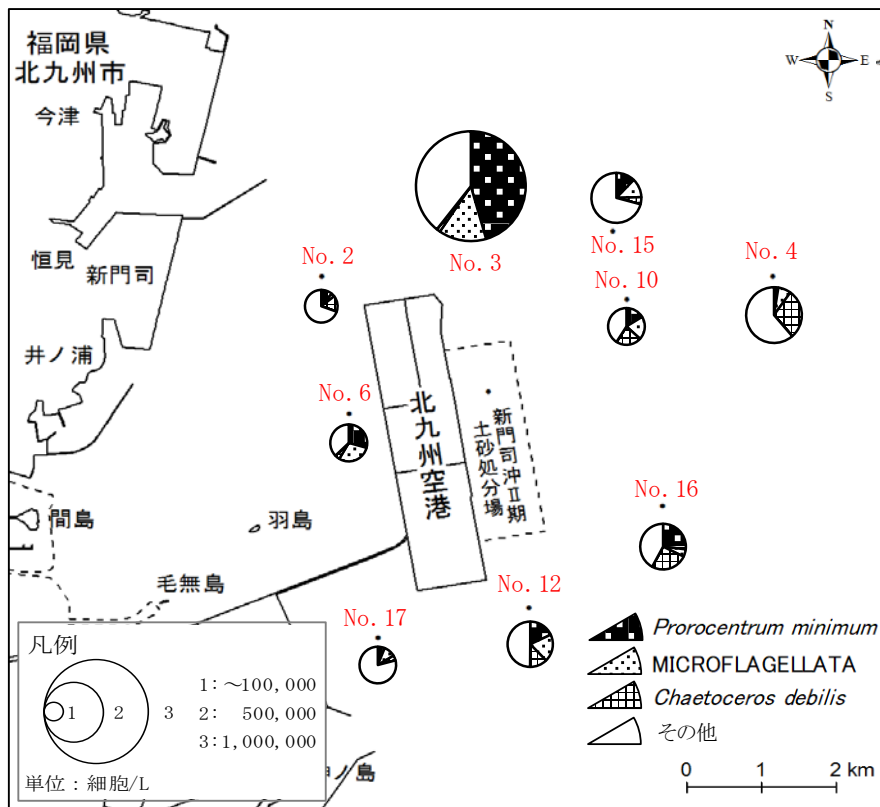 福岡県
北九州市
今津
恒見
新門司
井ノ浦
間島
羽島
毛無島
北九州空港
新門司沖Ⅱ期
土砂処分場
N
W
E
S
No. 2
No. 3
No. 15
No. 10
No. 4
No. 6
No. 16
No. 12
No. 17
凡例
1
2
3
1：～100,000
2： 500,000
3：1,000,000
単位：細胞/L
ノ島
Prorocentrum minimum
MICROFLAGELLATA
Chaetoceros debilis
その他
0 1 2 km